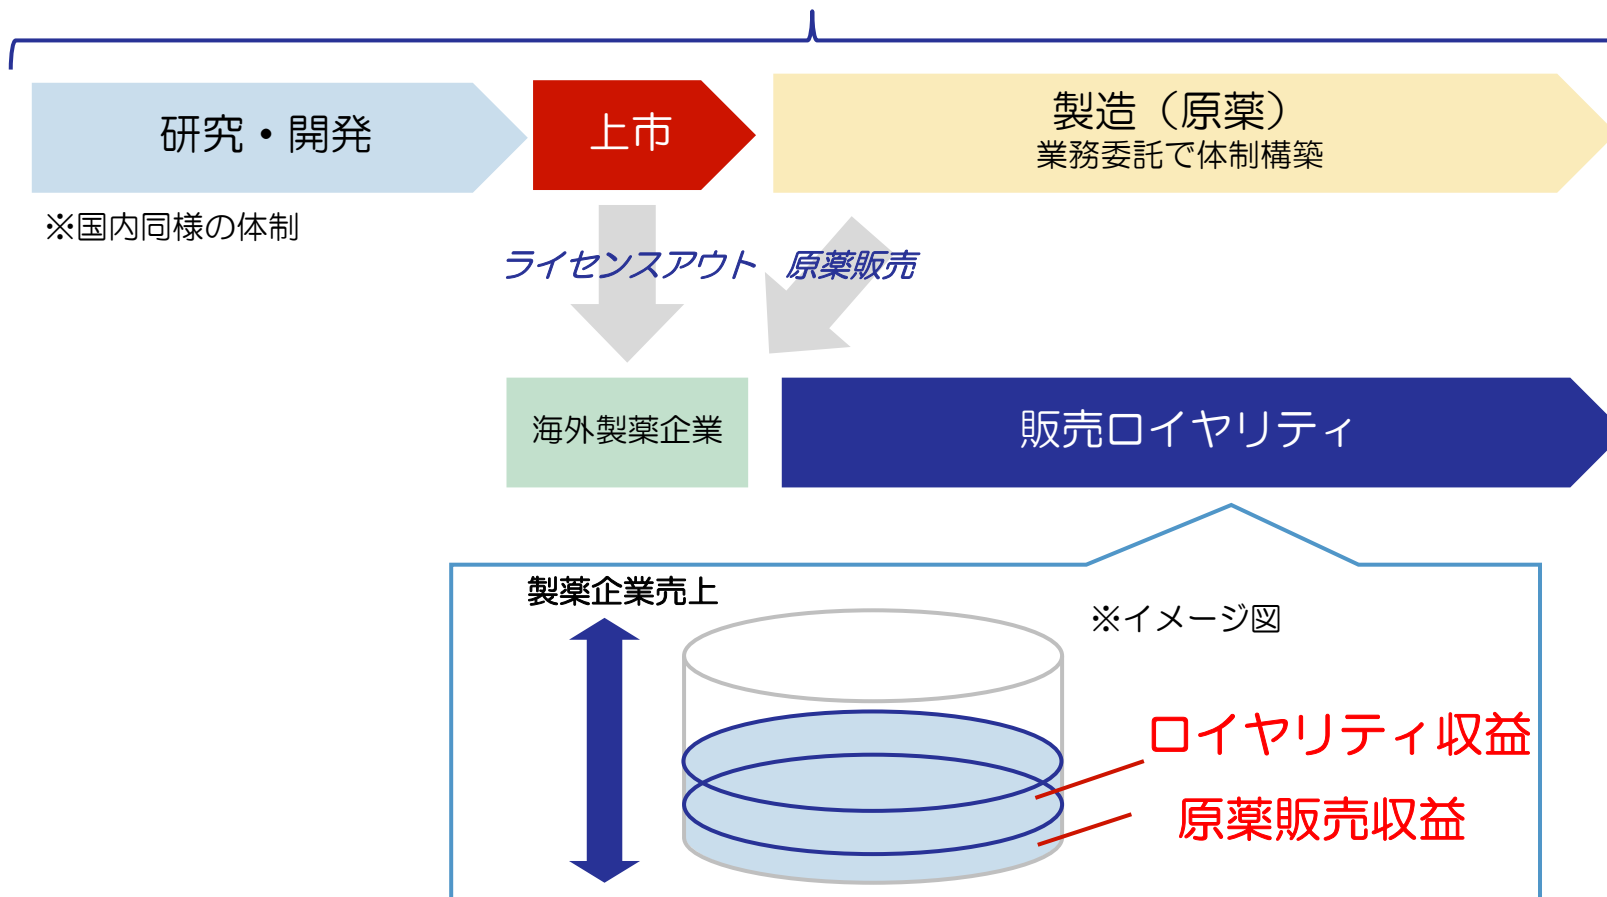 研究・開発
上市
製造（原薬）
業務委託で体制構築
※国内同様の体制
ライセンスアウト
原薬販売
海外製薬企業
販売ロイヤリティ
製薬企業売上
※イメージ図
ロイヤリティ収益
原薬販売収益